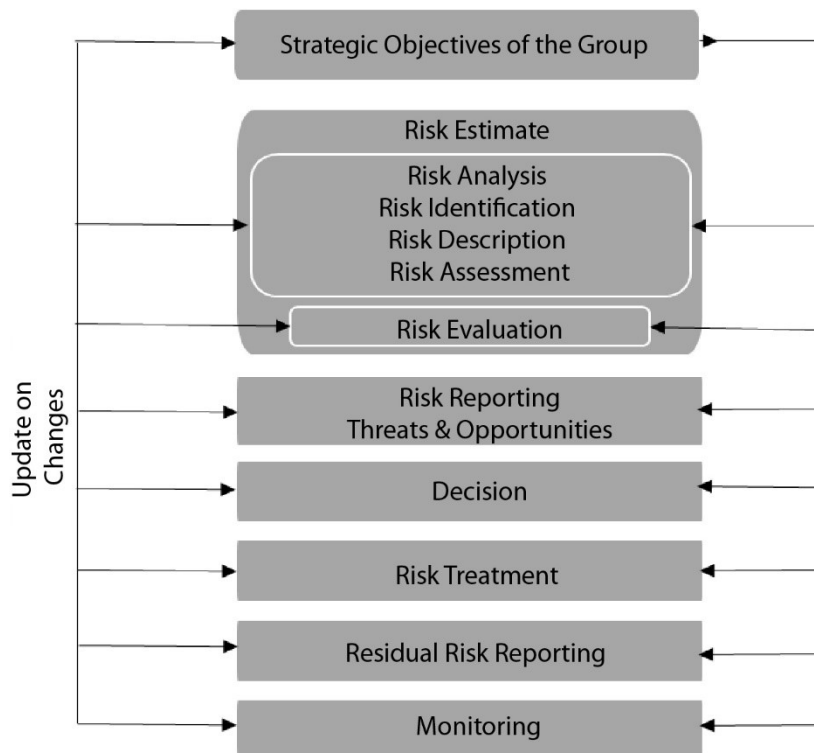 Strategic Objectives of the Group
Risk Estimate
Risk Analysis
Risk Identification
Risk Description
Risk Assessment
Risk Evaluation
Risk Reporting
Threats & Opportunities
Decision
Risk Treatment
Residual Risk Reporting
Monitoring
Update on
Changes